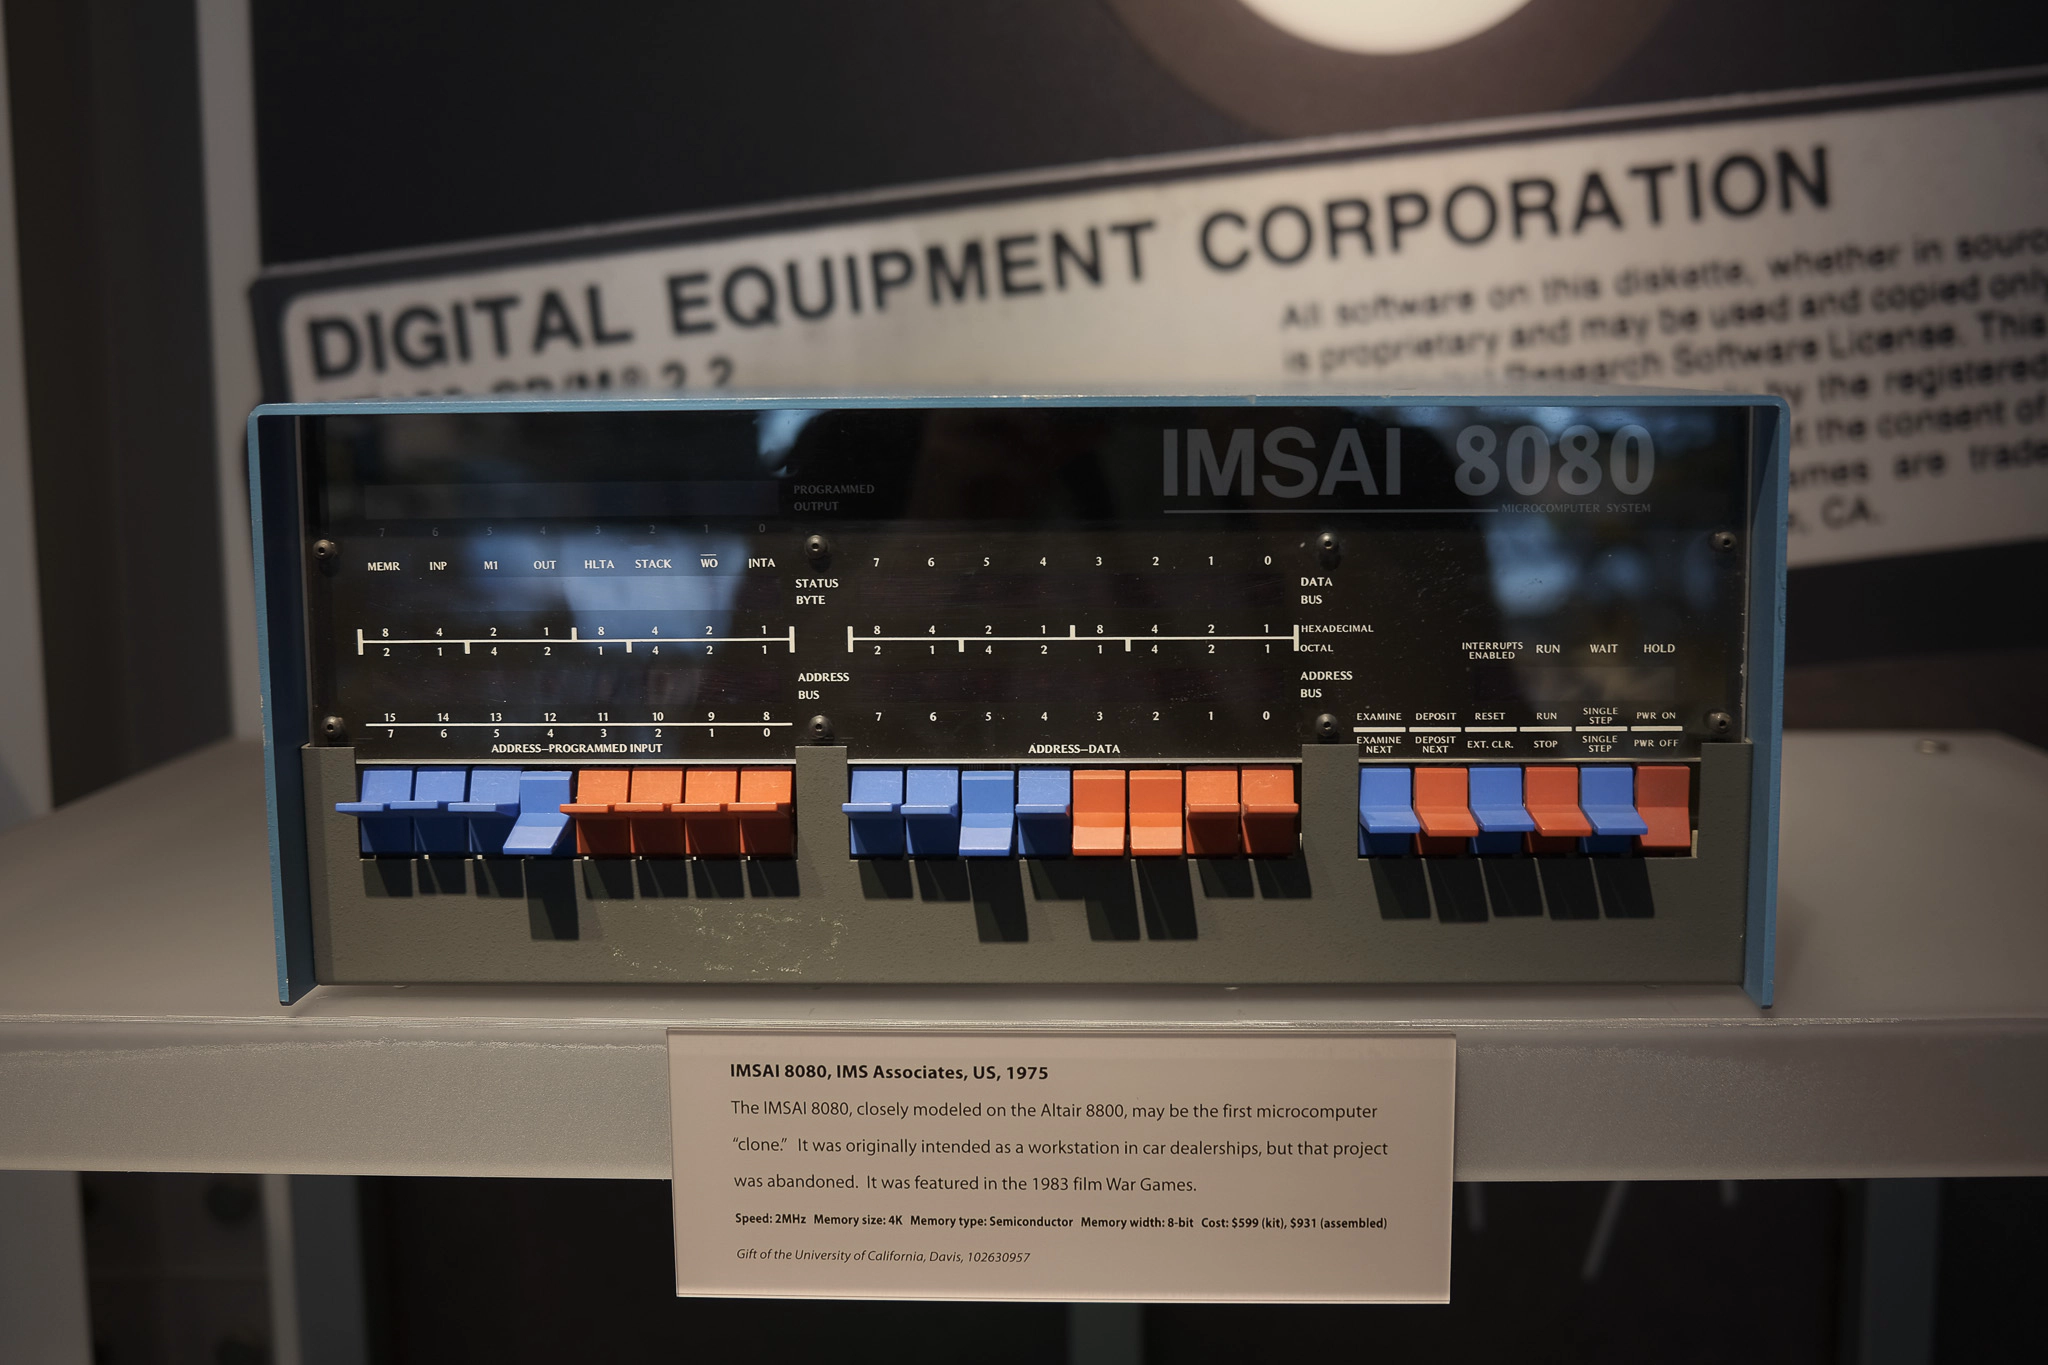 DIGITAL EQUIPMENT CORPORATION
CP/M® 2.2
All software on this diskette, whether in
is proprietary and may be used and copied only
Research Software License. This
by the registered
the consent of
are
CA.
IMSAI 8080
MICROCOMPUTER SYSTEM
PROGRAMMED
OUTPUT
7 6 5 4 3 2 1 0
MEMR INP M1 OUT HLTA STACK W̅O̅ INTA
STATUS
BYTE
7 6 5 4 3 2 1 0
DATA
BUS
8 4 2 1 8 4 2 1
2 1 4 2 1 4 2 1
8 4 2 1 8 4 2 1 HEXADECIMAL
2 1 4 2 1 4 2 1 OCTAL
ADDRESS
BUS
ADDRESS
BUS
INTERRUPTS
ENABLED
RUN WAIT HOLD
15 14 13 12 11 10 9 8
7 6 5 4 3 2 1 0
ADDRESS–PROGRAMMED INPUT
7 6 5 4 3 2 1 0
ADDRESS–DATA
EXAMINE
EXAMINE
NEXT
DEPOSIT
DEPOSIT
NEXT
RESET
EXT. CLR.
RUN
STOP
SINGLE
STEP
SINGLE
STEP
PWR ON
PWR OFF
IMSAI 8080, IMS Associates, US, 1975
The IMSAI 8080, closely modeled on the Altair 8800, may be the first microcomputer
“clone.” It was originally intended as a workstation in car dealerships, but that project
was abandoned. It was featured in the 1983 film War Games.
Speed: 2MHz Memory size: 4K Memory type: Semiconductor Memory width: 8-bit Cost: $599 (kit), $931 (assembled)
Gift of the University of California, Davis, 102630957